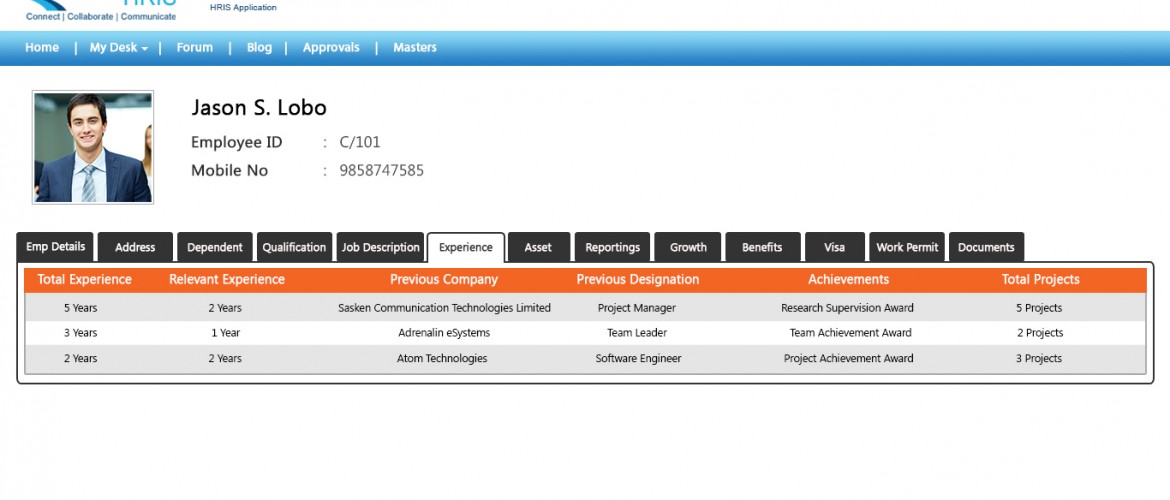 HRIS
Connect | Collaborate | Communicate
HRIS Application
Home | My Desk | Forum | Blog | Approvals | Masters
Jason S. Lobo
Employee ID : C/101
Mobile No : 9858747585
Emp Details Address Dependent Qualification Job Description Experience Asset Reportings Growth Benefits Visa Work Permit Documents
Total Experience Relevant Experience Previous Company Previous Designation Achievements Total Projects
5 Years 2 Years Sasken Communication Technologies Limited Project Manager Research Supervision Award 5 Projects
3 Years 1 Year Adrenalin eSystems Team Leader Team Achievement Award 2 Projects
2 Years 2 Years Atom Technologies Software Engineer Project Achievement Award 3 Projects